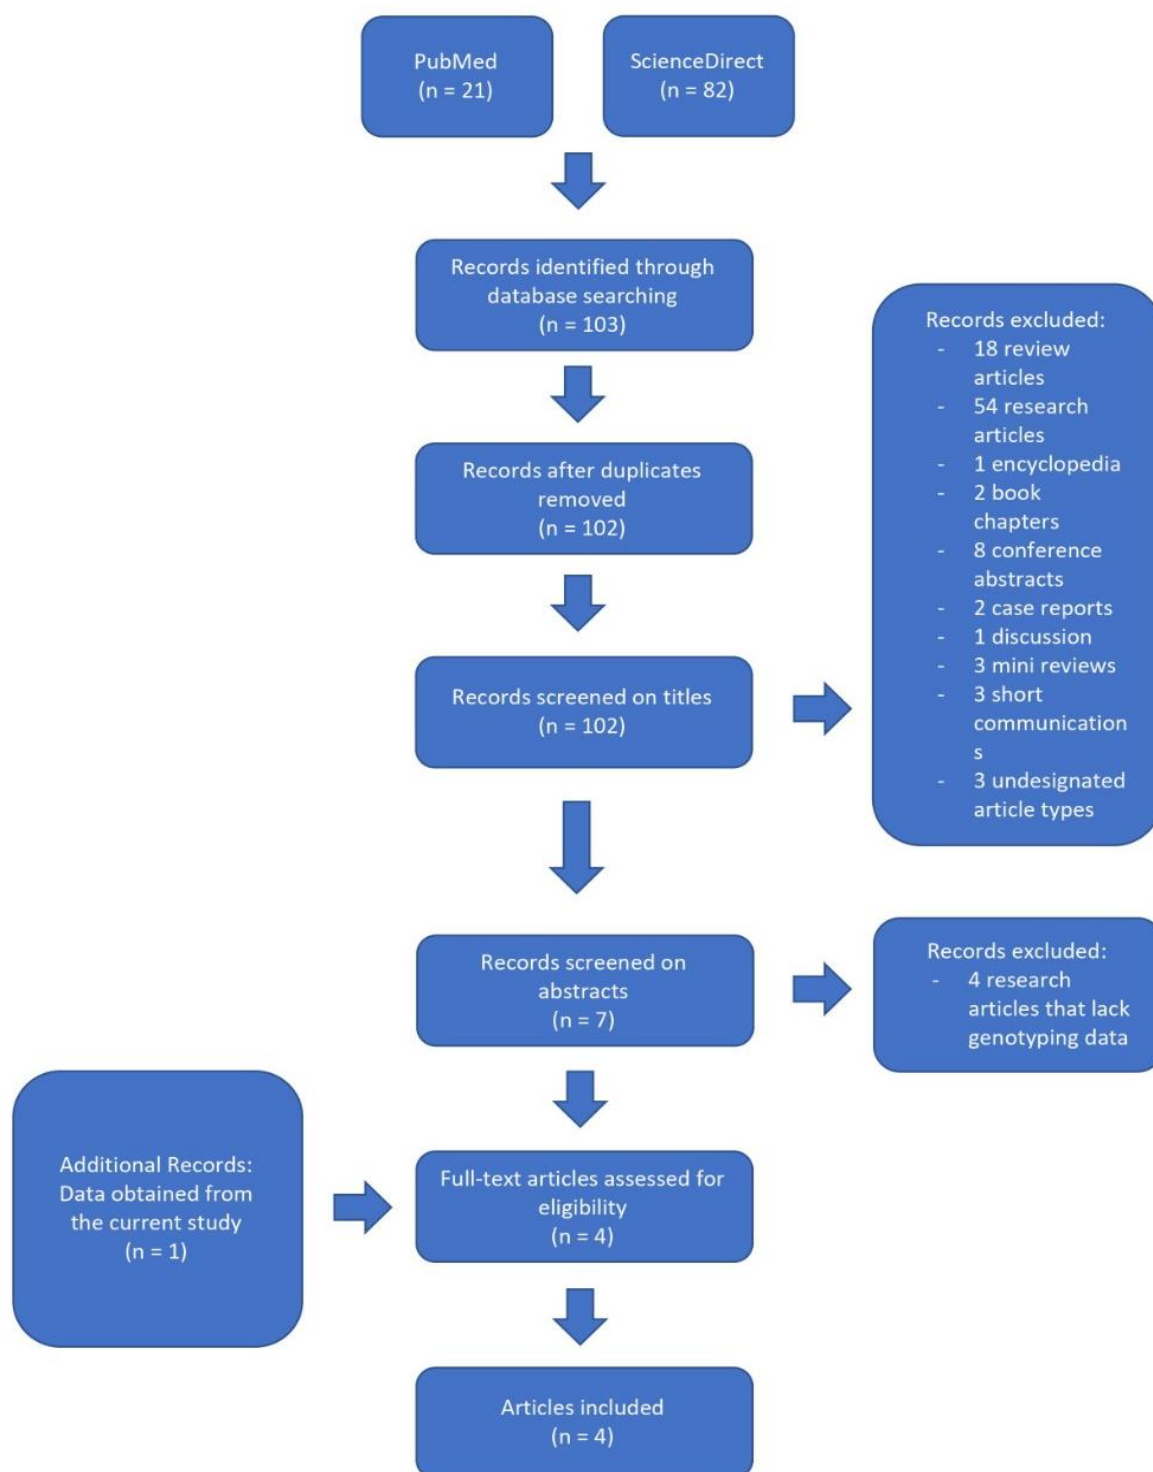 PubMed
(n = 21)
ScienceDirect
(n = 82)
Records identified through
database searching
(n = 103)
Records after duplicates
removed
(n = 102)
Records screened on titles
(n = 102)
Records excluded:
- 18 review
articles
- 54 research
articles
- 1 encyclopedia
- 2 book
chapters
- 8 conference
abstracts
- 2 case reports
- 1 discussion
- 3 mini reviews
- 3 short
communication
s
- 3 undesignated
article types
Records screened on
abstracts
(n = 7)
Records excluded:
- 4 research
articles that lack
genotyping data
Additional Records:
Data obtained from
the current study
(n = 1)
Full-text articles assessed for
eligibility
(n = 4)
Articles included
(n = 4)